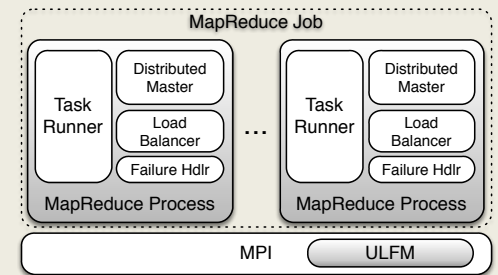 MapReduce Job
Task
Runner
Distributed
Master
Load
Balancer
Failure Hdlr
MapReduce Process
...
Task
Runner
Distributed
Master
Load
Balancer
Failure Hdlr
MapReduce Process
MPI
ULFM